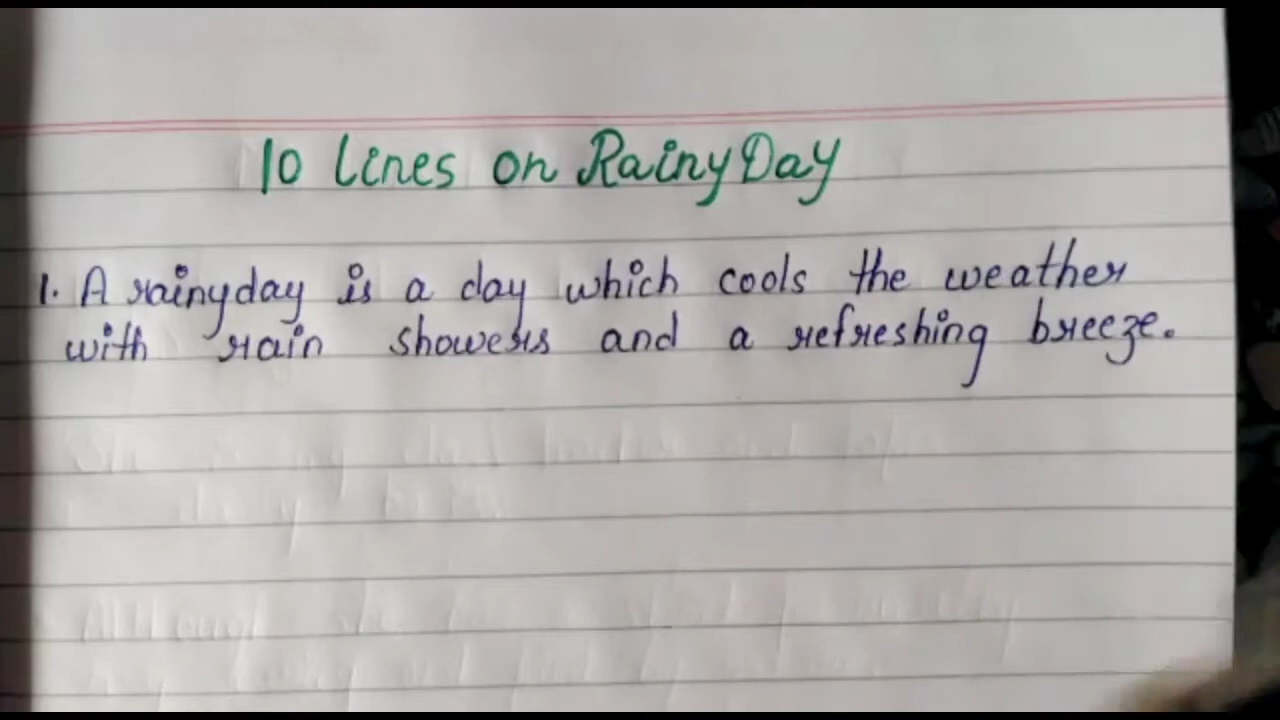 10 Lines on Rainy Day
1. A rainyday is a day which cools the weather
with rain showers and a refreshing breeze.